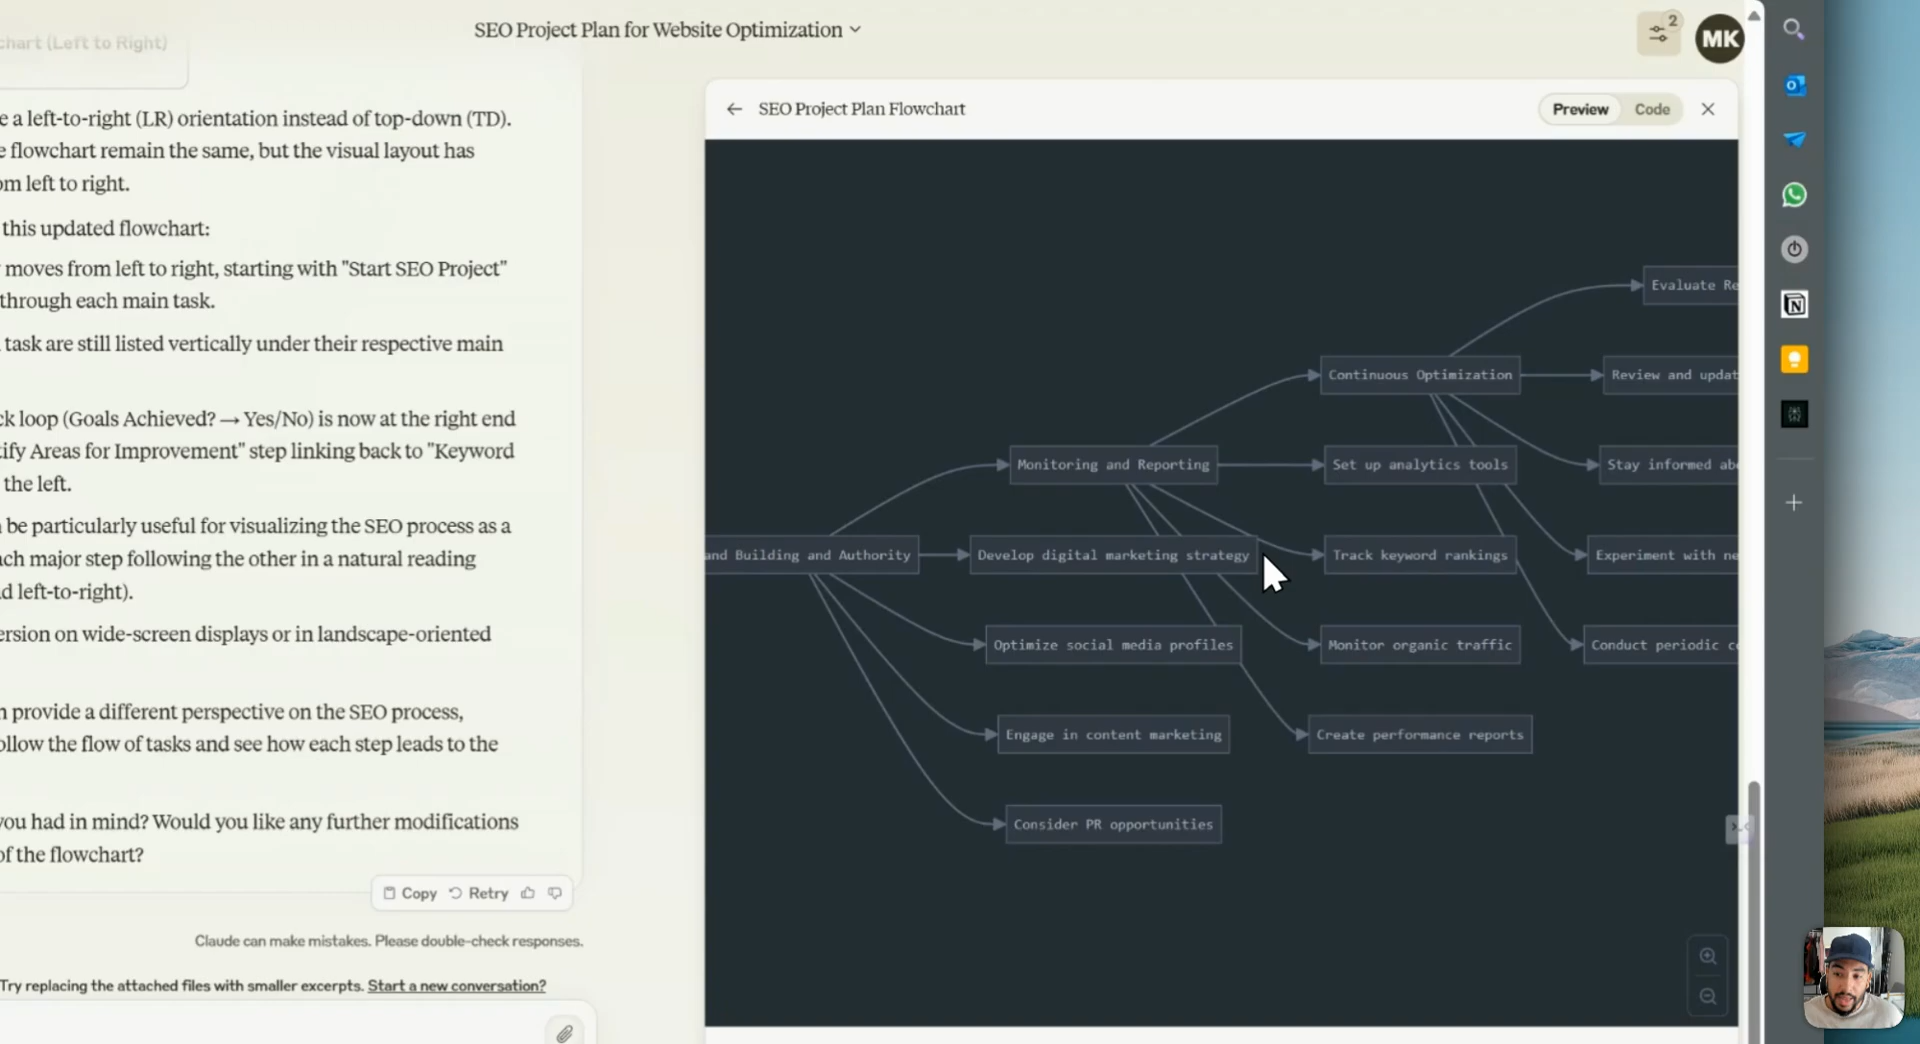 SEO Project Plan for Website Optimization
2
MK
chart (Left to Right)
e a left-to-right (LR) orientation instead of top-down (TD).
e flowchart remain the same, but the visual layout has
om left to right.
this updated flowchart:
moves from left to right, starting with "Start SEO Project"
through each main task.
task are still listed vertically under their respective main
ck loop (Goals Achieved? → Yes/No) is now at the right end
tify Areas for Improvement" step linking back to "Keyword
the left.
n be particularly useful for visualizing the SEO process as a
ach major step following the other in a natural reading
d left-to-right).
ersion on wide-screen displays or in landscape-oriented
n provide a different perspective on the SEO process,
ollow the flow of tasks and see how each step leads to the
you had in mind? Would you like any further modifications
of the flowchart?
Copy Retry
Claude can make mistakes. Please double-check responses.
Try replacing the attached files with smaller excerpts. Start a new conversation?
SEO Project Plan Flowchart
Preview Code
Evaluate Re
Continuous Optimization
Review and updat
Monitoring and Reporting
Set up analytics tools
Stay informed ab
and Building and Authority
Develop digital marketing strategy
Track keyword rankings
Experiment with ne
Optimize social media profiles
Monitor organic traffic
Conduct periodic c
Engage in content marketing
Create performance reports
Consider PR opportunities